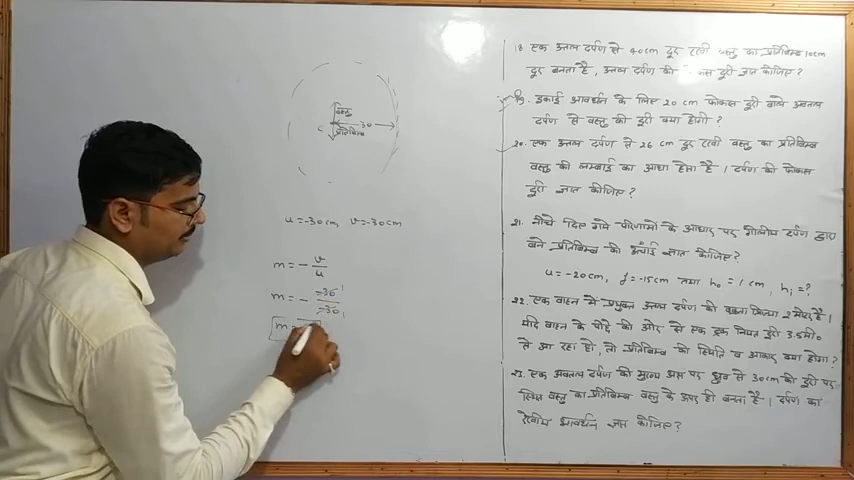 वस्तु
C
30
प्रतिबिम्ब
u = -30cm, v = -30cm
m = - v/u
m = - -30/-30
1
1
m =
18. एक उत्तल दर्पण से 40cm दूर रखी वस्तु का प्रतिबिम्ब 10cm
दूर बनता है, उत्तल दर्पण की दूरी ज्ञात कीजिए?
19. इकाई आवर्धन के लिए 20 cm फोकस दूरी वाले अवतल
दर्पण से वस्तु की दूरी क्या होगी?
20. एक उत्तल दर्पण से 26 cm दूर रखी वस्तु का प्रतिबिम्ब
वस्तु की लम्बाई का आधा होता है। दर्पण की फोकस
दूरी ज्ञात कीजिए?
21. नीचे दिए गये परिणामों के आधार पर गोलीय दर्पण द्वारा
बने प्रतिबिम्ब की ऊँचाई ज्ञात कीजिए?
u = -20cm, f = -15cm तथा ho = 1 cm, hi = ?
22. एक वाहन में प्रयुक्त उत्तल दर्पण की वक्रता त्रिज्या 2 मीटर है।
यदि वाहन के पीछे की ओर से एक ट्रक नियत दूरी 3.5मी०
से आ रहा हो, तो प्रतिबिम्ब की स्थिति व आकार क्या होगा?
23. एक अवतल दर्पण की मुख्य अक्ष पर ध्रुव से 30cm की दूरी पर
स्थित वस्तु का प्रतिबिम्ब वस्तु के ऊपर ही बनता है। दर्पण का
रेखीय आवर्धन ज्ञात कीजिए?